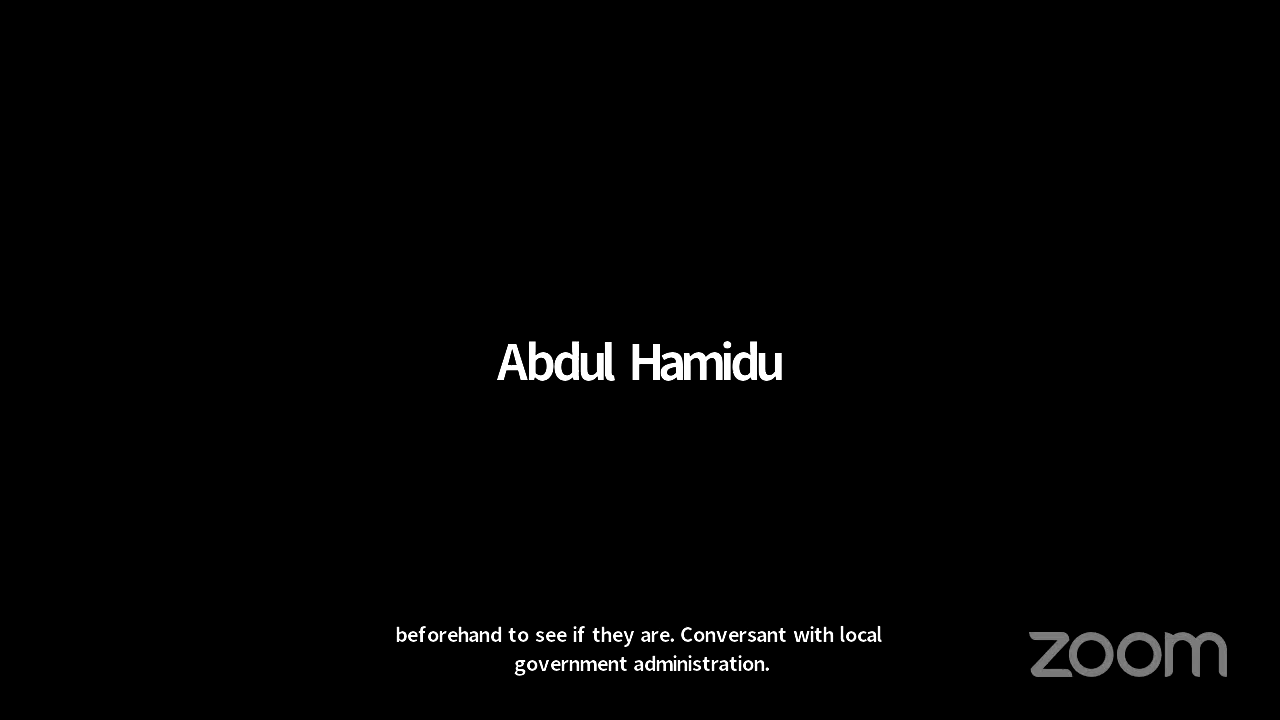 Abdul Hamidu
beforehand to see if they are. Conversant with local
government administration.
zoom